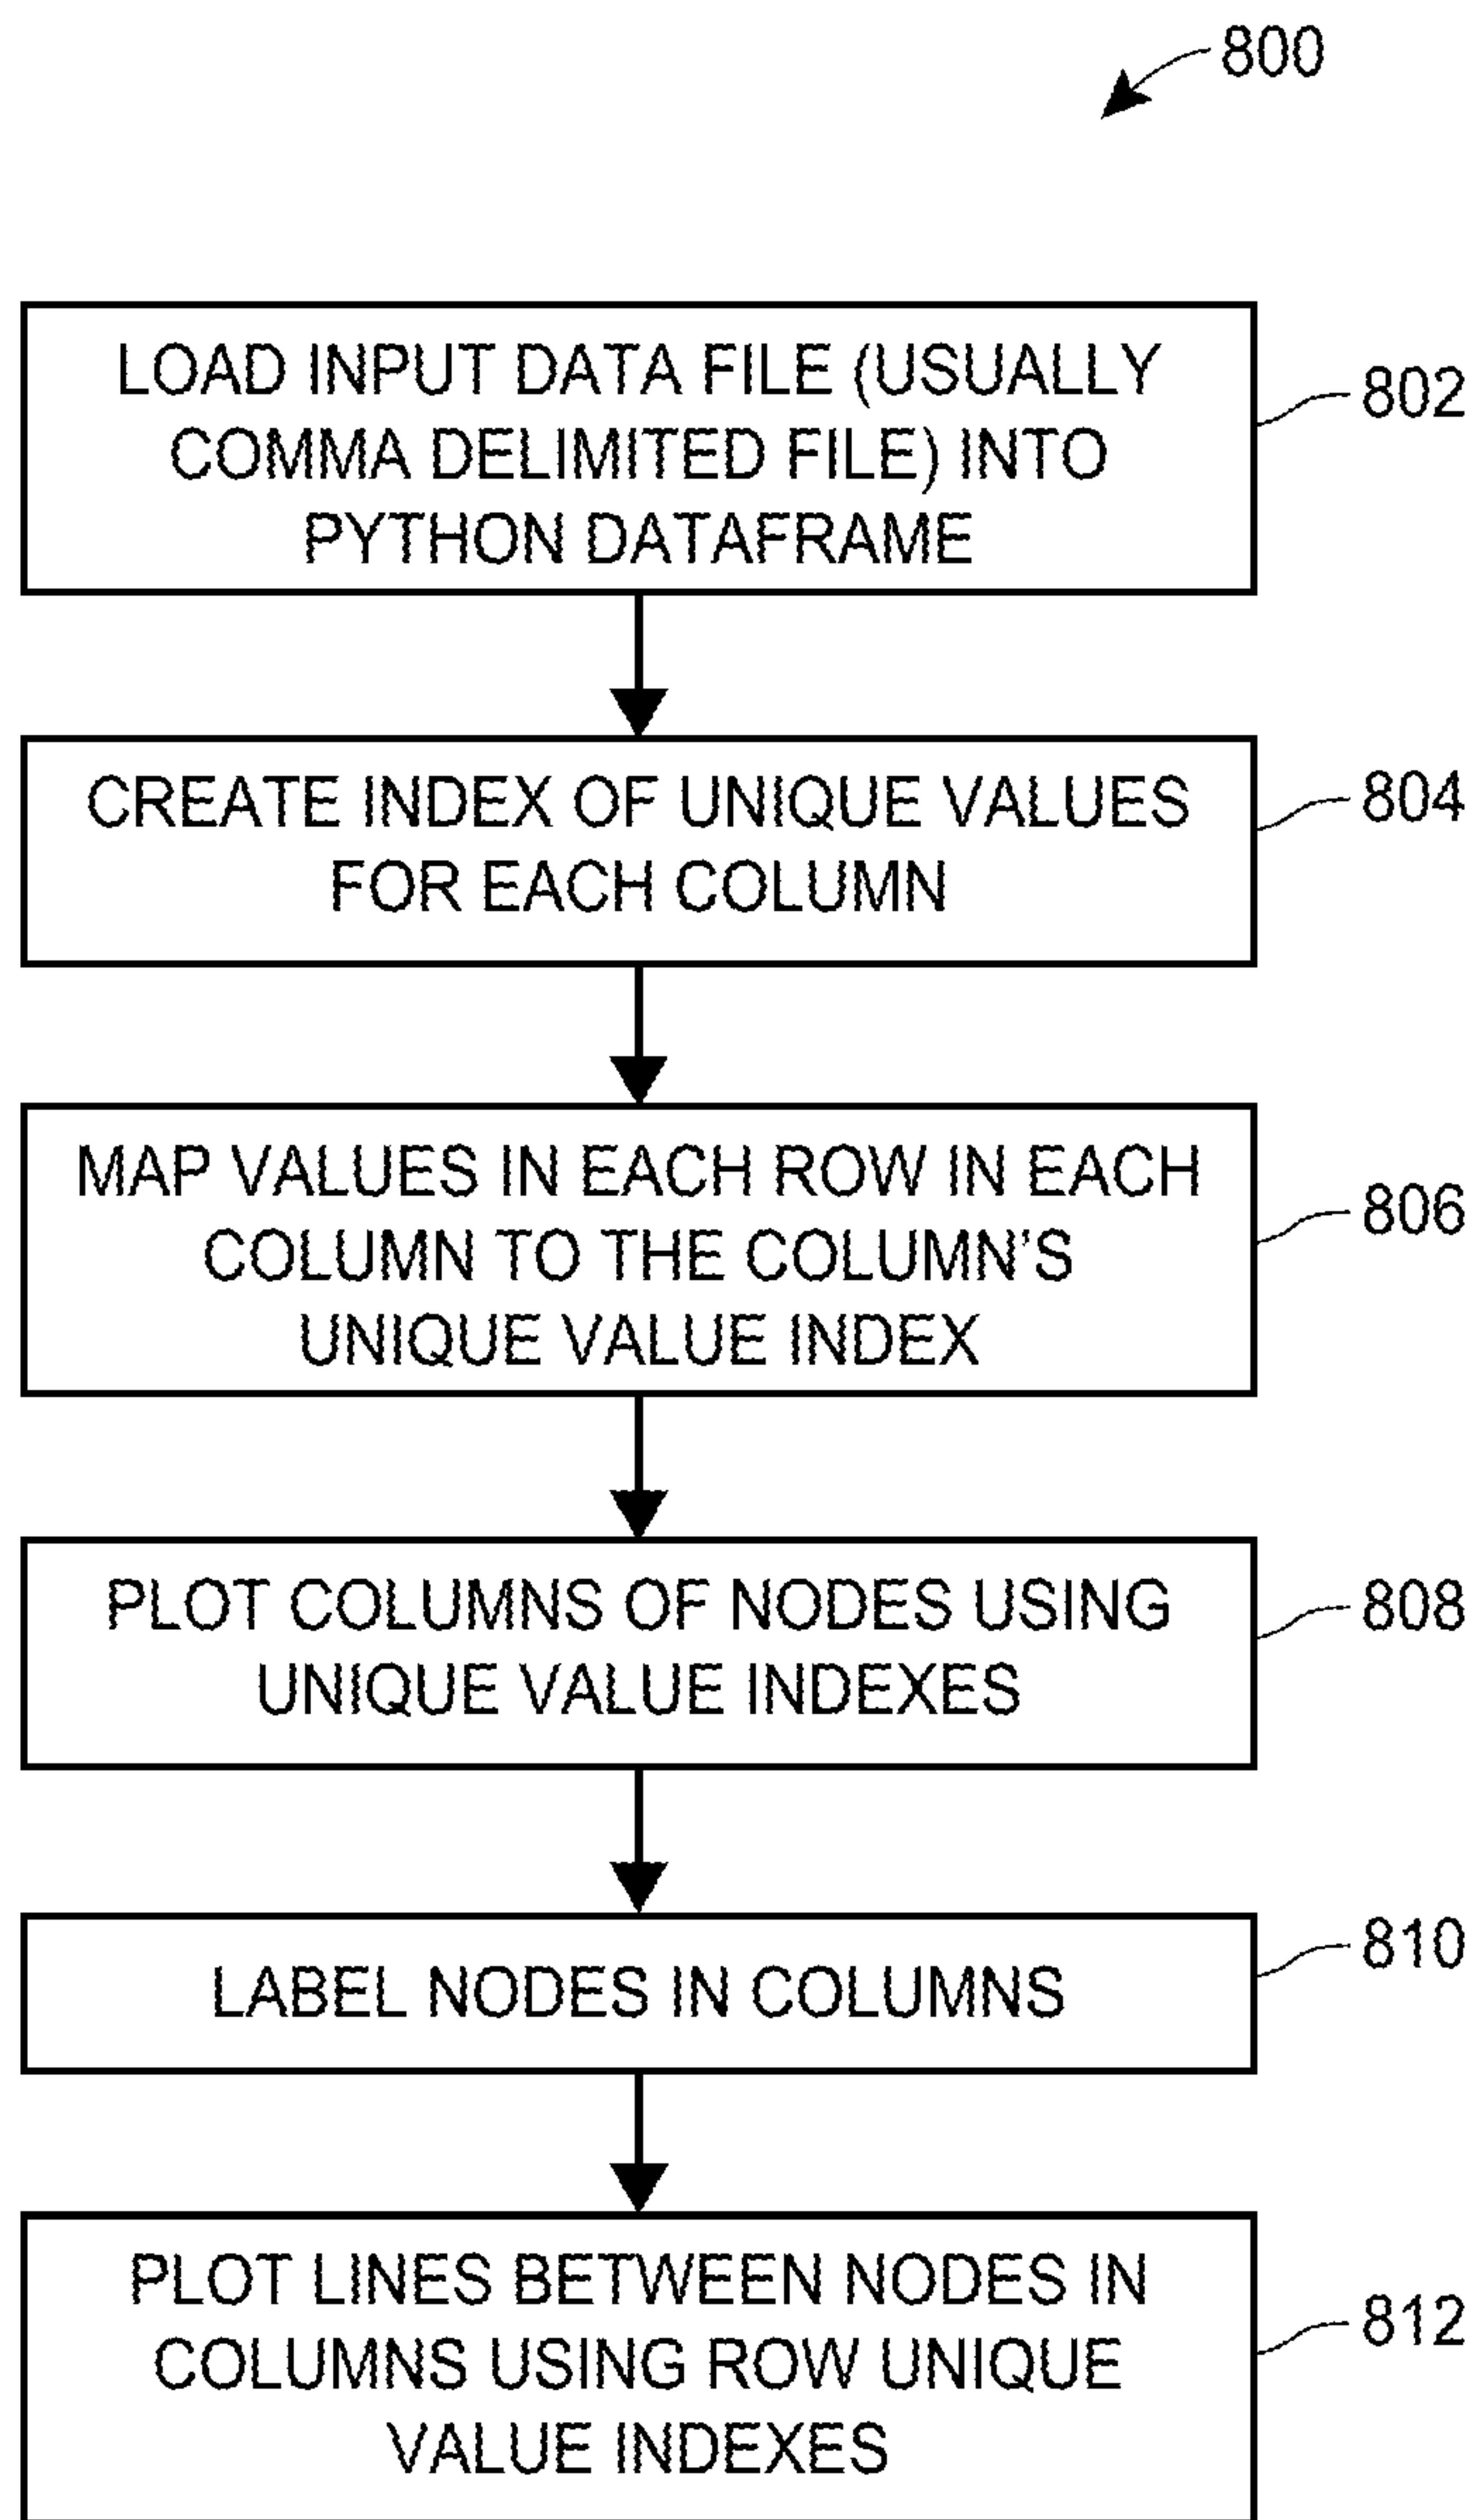 800
LOAD INPUT DATA FILE (USUALLY
COMMA DELIMITED FILE) INTO
PYTHON DATAFRAME
802
CREATE INDEX OF UNIQUE VALUES
FOR EACH COLUMN
804
MAP VALUES IN EACH ROW IN EACH
COLUMN TO THE COLUMN'S
UNIQUE VALUE INDEX
806
PLOT COLUMNS OF NODES USING
UNIQUE VALUE INDEXES
808
LABEL NODES IN COLUMNS
810
PLOT LINES BETWEEN NODES IN
COLUMNS USING ROW UNIQUE
VALUE INDEXES
812